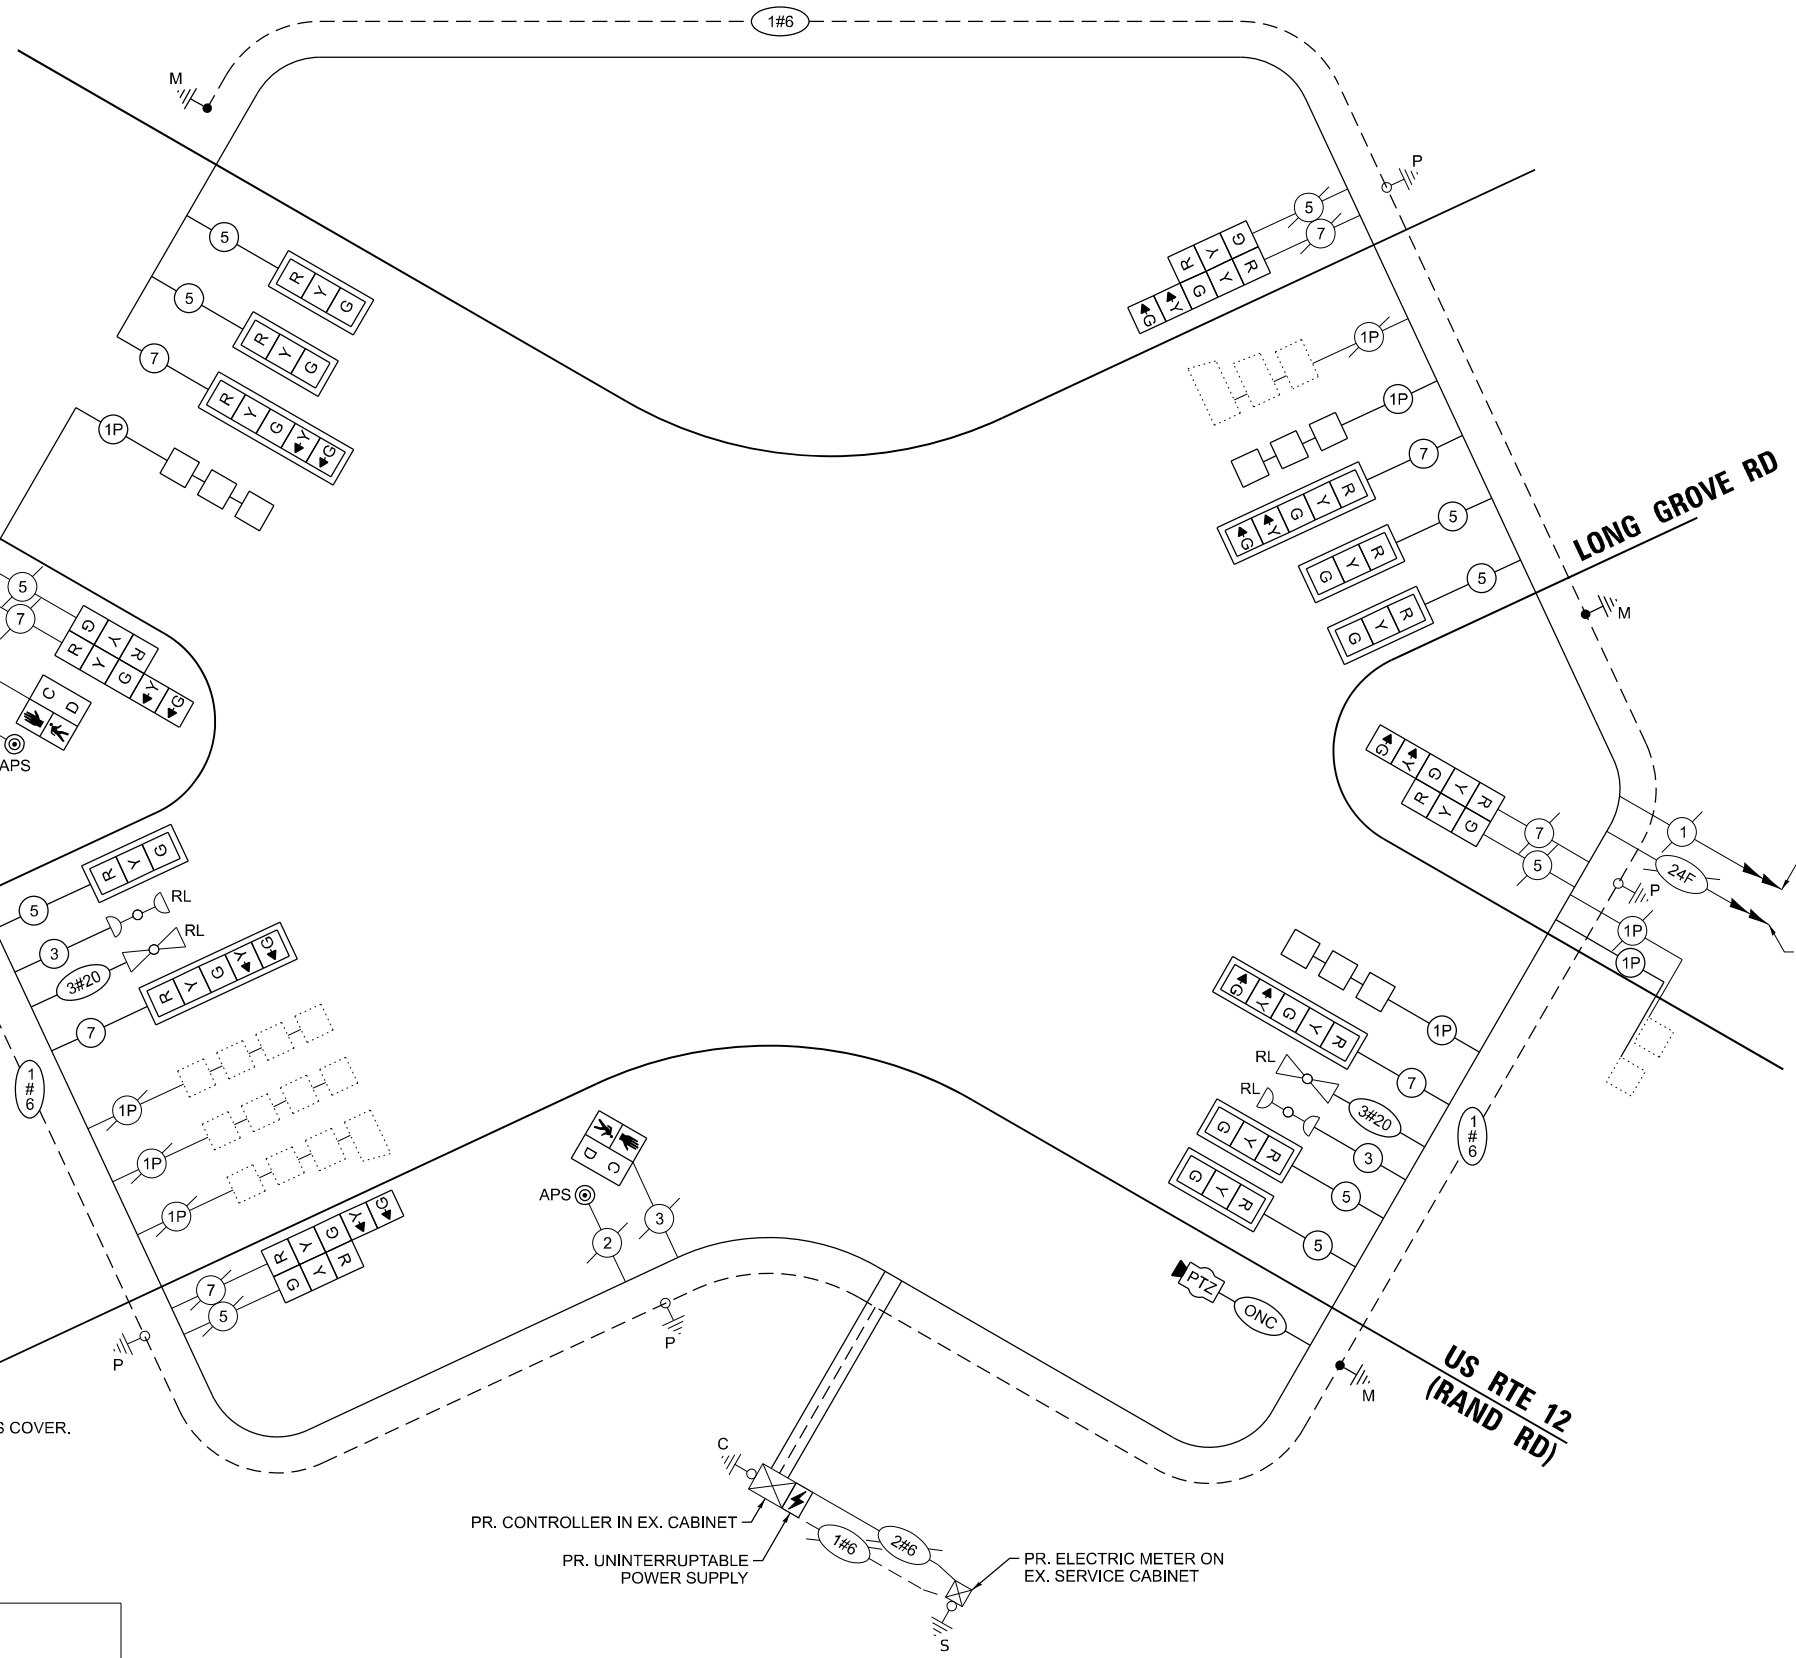 1#6
M
P
5
R Y G
5
R Y G
7
R Y G Y G
1P
5
7
G Y R
R Y G Y G
C D
APS
5
7
R Y G
G Y G Y R
1P
1P
7
G Y G Y R
5
G Y R
5
G Y R
LONG GROVE RD
M
G Y G Y R
R Y G
7
5
1
24F
P
1P
1P
5
R Y G
3
RL
3#20
RL
7
R Y G Y G
1P
1P
1P
1
#
6
7
5
R Y G Y G
G Y R
P
D C
APS
2
3
P
1P
G Y G Y R
7
RL
3#20
RL
3
G Y R
5
G Y R
5
1
#
6
PTZ
ONC
M
US RTE 12
(RAND RD)
S COVER.
C
PR. CONTROLLER IN EX. CABINET
PR. UNINTERRUPTABLE
POWER SUPPLY
1#6
2#6
PR. ELECTRIC METER ON
EX. SERVICE CABINET
S